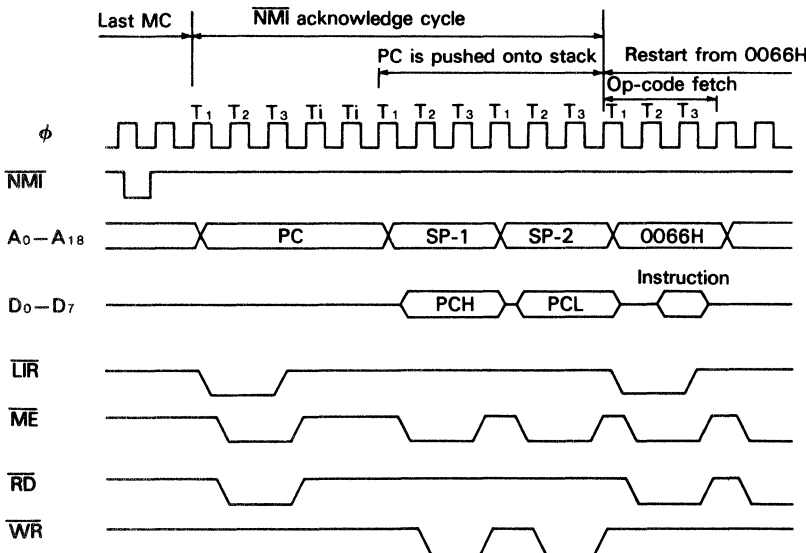 Last MC
NMI acknowledge cycle
PC is pushed onto stack
Restart from 0066H
Op-code fetch
T1 T2 T3 Ti Ti T1 T2 T3 T1 T2 T3 T1 T2 T3
ϕ
NMI
A0–A18 PC SP-1 SP-2 0066H
Instruction
D0–D7 PCH PCL
LIR
ME
RD
WR